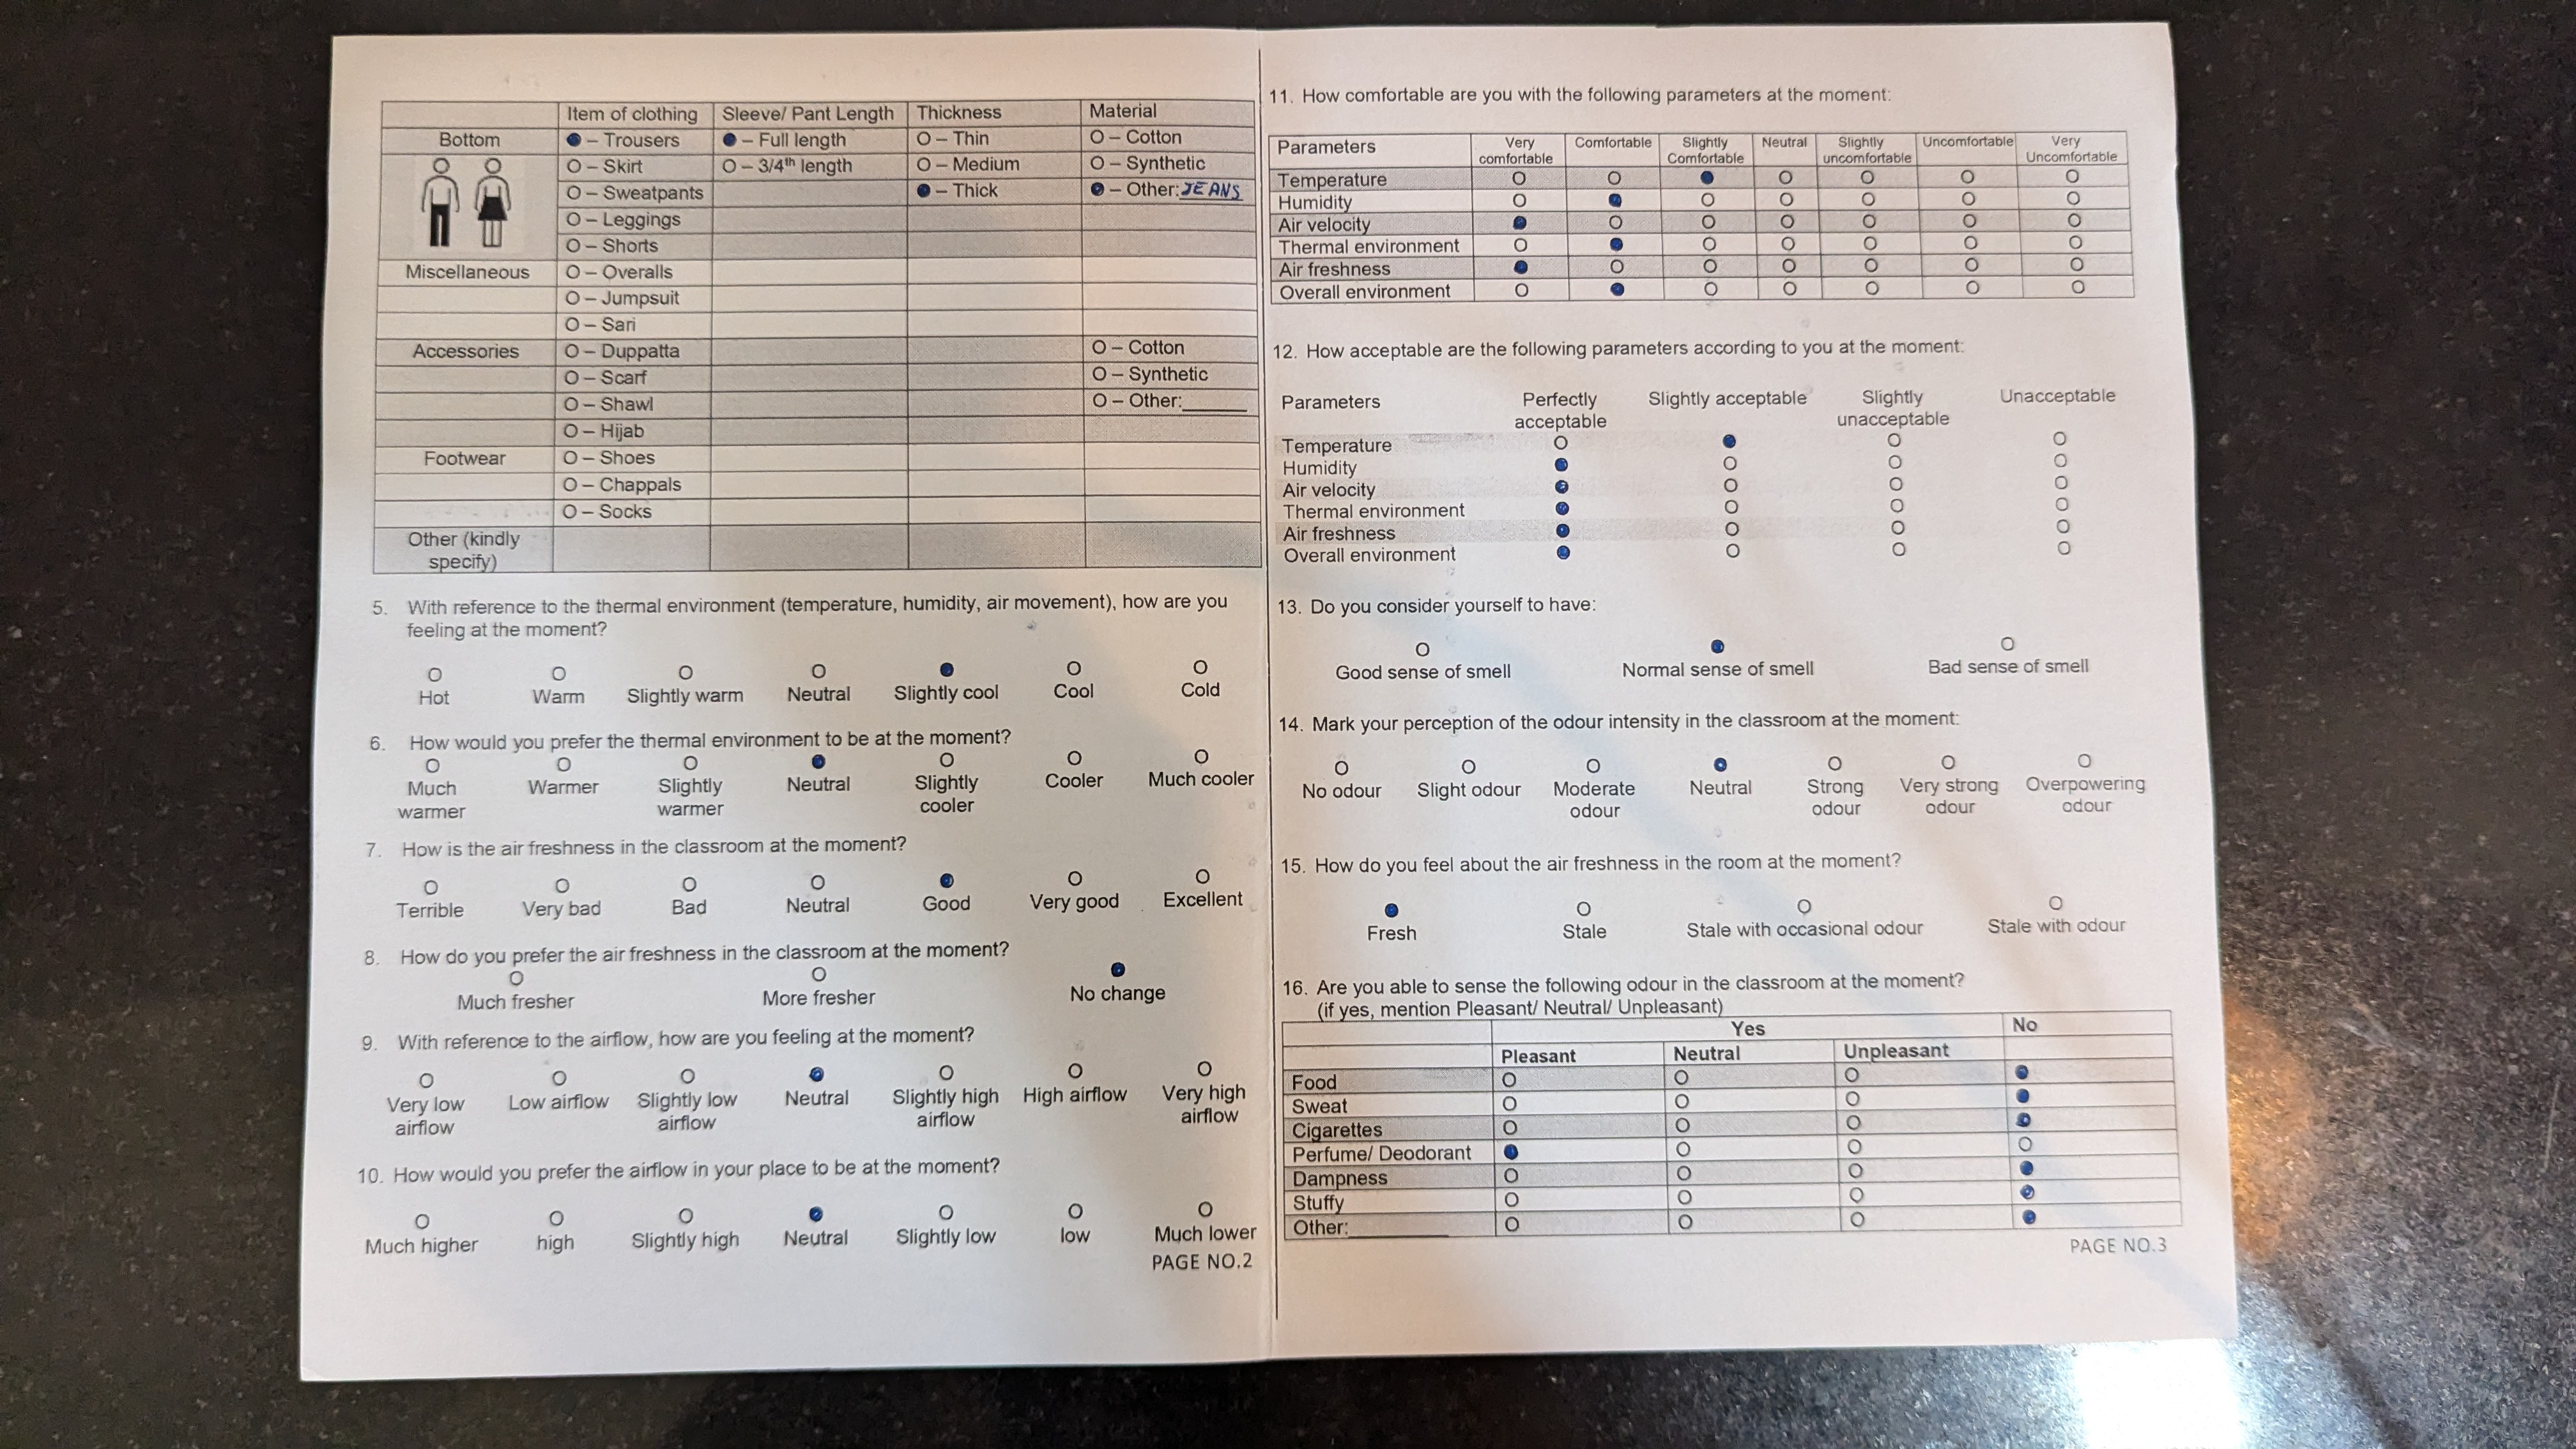 Item of clothing Sleeve/ Pant Length Thickness Material
Bottom ● – Trousers ● – Full length O – Thin O – Cotton
O – Skirt O – 3/4th length O – Medium O – Synthetic
O – Sweatpants ● – Thick ● – Other: JEANS
O – Leggings
O – Shorts
Miscellaneous O – Overalls
O – Jumpsuit
O – Sari
Accessories O – Duppatta O – Cotton
O – Scarf O – Synthetic
O – Shawl O – Other:______
O – Hijab
Footwear O – Shoes
O – Chappals
O – Socks
Other (kindly
specify)
5. With reference to the thermal environment (temperature, humidity, air movement), how are you
feeling at the moment?
O O O O ● O O
Hot Warm Slightly warm Neutral Slightly cool Cool Cold
6. How would you prefer the thermal environment to be at the moment?
O O O ● O O O
Much Warmer Slightly Neutral Slightly Cooler Much cooler
warmer warmer cooler
7. How is the air freshness in the classroom at the moment?
O O O O ● O O
Terrible Very bad Bad Neutral Good Very good Excellent
8. How do you prefer the air freshness in the classroom at the moment?
O O ●
Much fresher More fresher No change
9. With reference to the airflow, how are you feeling at the moment?
O O O ● O O O
Very low Low airflow Slightly low Neutral Slightly high High airflow Very high
airflow airflow airflow airflow
10. How would you prefer the airflow in your place to be at the moment?
O O O ● O O O
Much higher high Slightly high Neutral Slightly low low Much lower
PAGE NO.2
11. How comfortable are you with the following parameters at the moment:
Parameters Very Comfortable Slightly Neutral Slightly Uncomfortable Very
comfortable Comfortable uncomfortable Uncomfortable
Temperature O O ● O O O O
Humidity O ● O O O O O
Air velocity ● O O O O O O
Thermal environment O ● O O O O O
Air freshness ● O O O O O O
Overall environment O ● O O O O O
12. How acceptable are the following parameters according to you at the moment:
Parameters Perfectly Slightly acceptable Slightly Unacceptable
acceptable unacceptable
Temperature O ● O O
Humidity ● O O O
Air velocity ● O O O
Thermal environment ● O O O
Air freshness ● O O O
Overall environment ● O O O
13. Do you consider yourself to have:
O ● O
Good sense of smell Normal sense of smell Bad sense of smell
14. Mark your perception of the odour intensity in the classroom at the moment:
O O O ● O O O
No odour Slight odour Moderate Neutral Strong Very strong Overpowering
odour odour odour odour
15. How do you feel about the air freshness in the room at the moment?
● O O O
Fresh Stale Stale with occasional odour Stale with odour
16. Are you able to sense the following odour in the classroom at the moment?
(if yes, mention Pleasant/ Neutral/ Unpleasant)
Yes No
Pleasant Neutral Unpleasant
Food O O O ●
Sweat O O O ●
Cigarettes O O O ●
Perfume/ Deodorant ● O O O
Dampness O O O ●
Stuffy O O O ●
Other:__________ O O O ●
PAGE NO.3